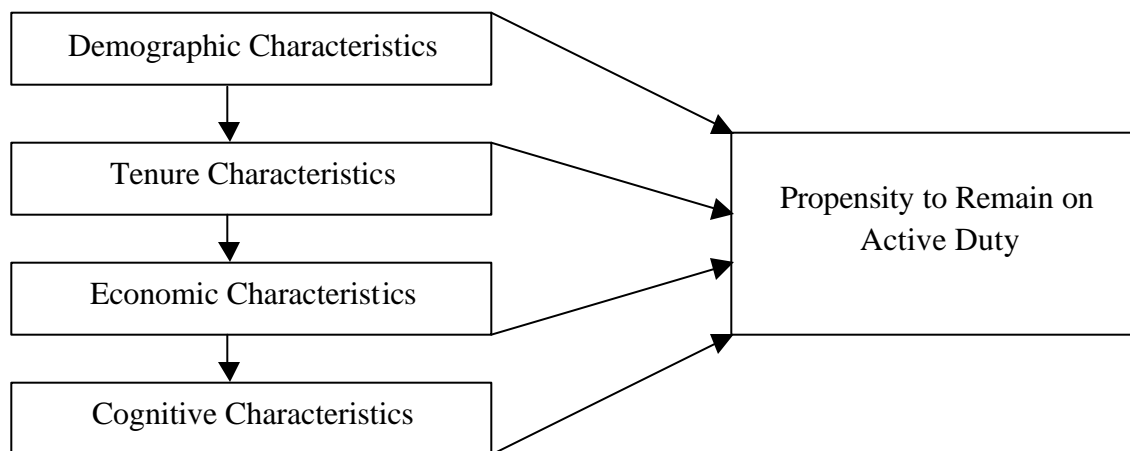 Demographic Characteristics
Tenure Characteristics
Propensity to Remain on
Active Duty
Economic Characteristics
Cognitive Characteristics